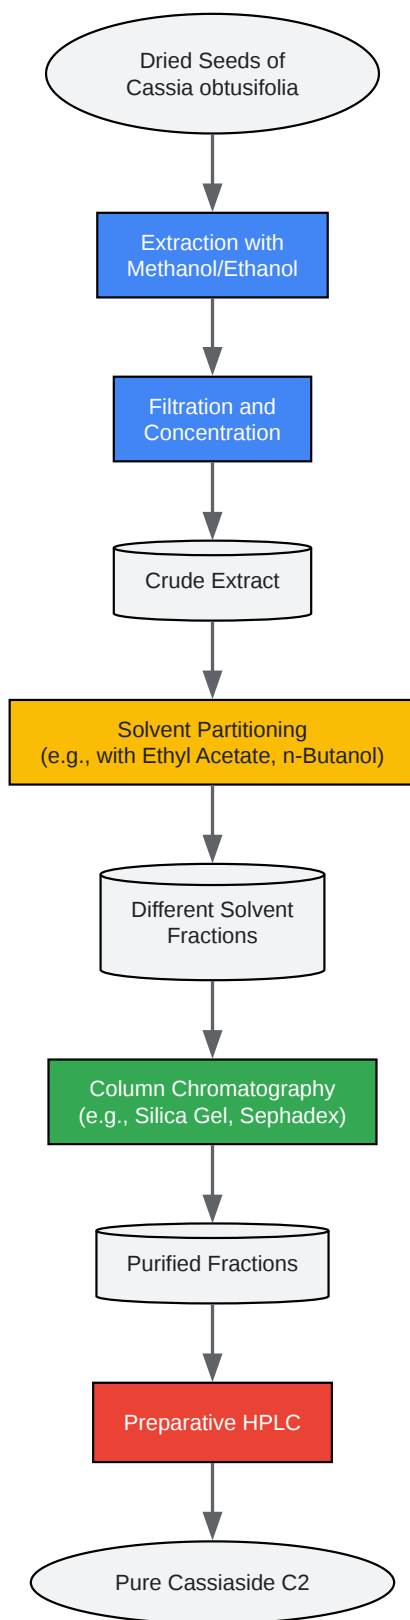 Dried Seeds of
Cassia obtusifolia
Extraction with
Methanol/Ethanol
Filtration and
Concentration
Crude Extract
Solvent Partitioning
(e.g., with Ethyl Acetate, n-Butanol)
Different Solvent
Fractions
Column Chromatography
(e.g., Silica Gel, Sephadex)
Purified Fractions
Preparative HPLC
Pure Cassiaside C2